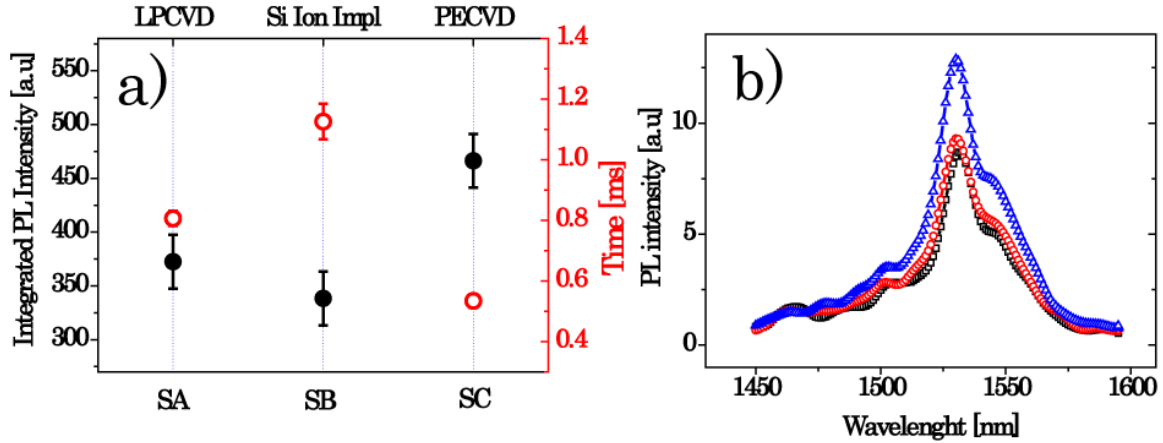 LPCVD Si Ion Impl PECVD
a)
Integrated PL Intensity [a.u]
550
500
450
400
350
300
1.4
1.2
1.0
0.8
0.6
0.4
Time [ms]
SA SB SC
b)
PL intensity [a.u]
10
5
0
1450 1500 1550 1600
Wavelenght [nm]